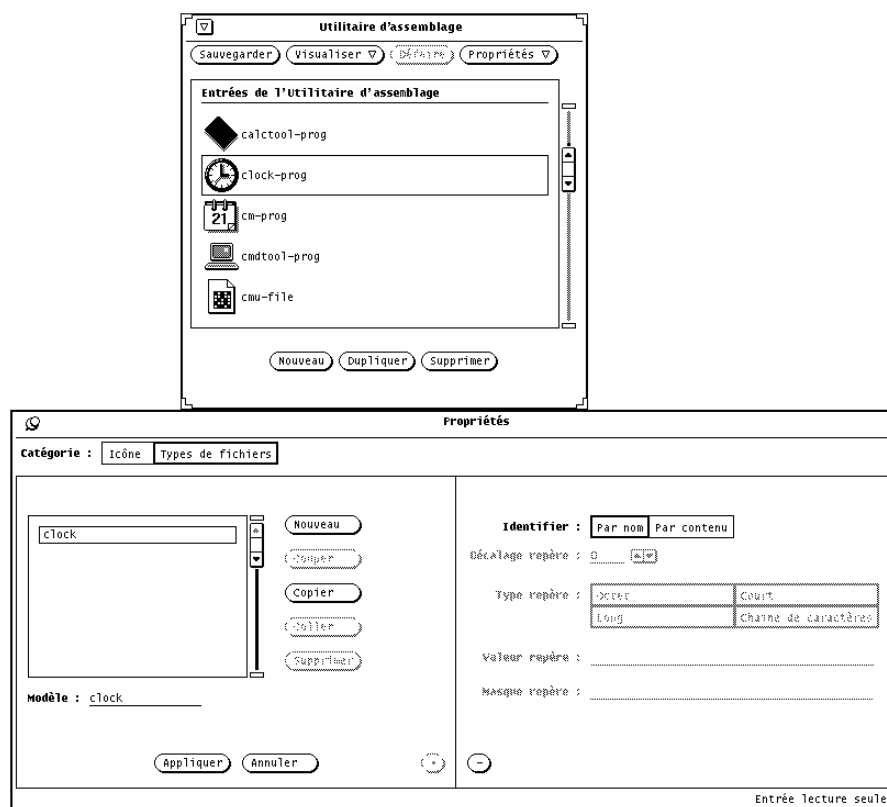 Utilitaire d'assemblage
Sauvegarder Visualiser Défaire Propriétés
Entrées de l'Utilitaire d'assemblage
calctool-prog
clock-prog
21 cm-prog
cmdtool-prog
cmu-file
Nouveau Dupliquer Supprimer
Propriétés
Catégorie : Icône Types de fichiers
clock
Nouveau
Couper
Copier
Coller
Supprimer
Modèle : clock
Appliquer Annuler + −
Identifier : Par nom Par contenu
Décalage repère : 0
Type repère : Octet Court
Long Chaîne de caractères
Valeur repère :
Masque repère :
Entrée lecture seule